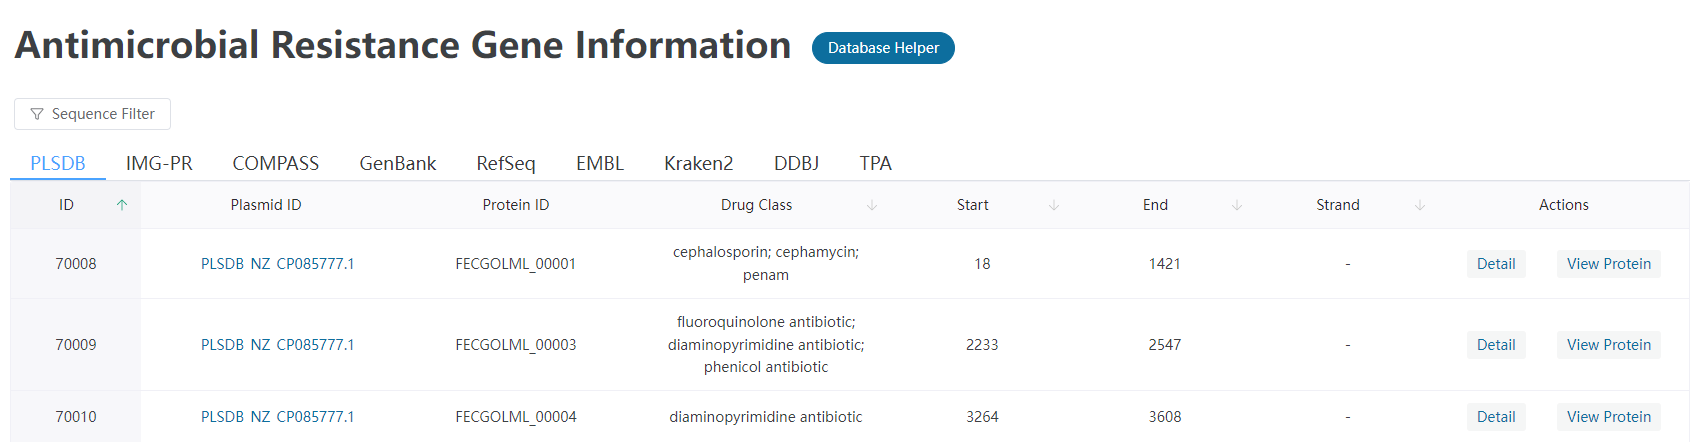 Antimicrobial Resistance Gene Information Database Helper
Sequence Filter
PLSDB IMG-PR COMPASS GenBank RefSeq EMBL Kraken2 DDBJ TPA
ID Plasmid ID Protein ID Drug Class Start End Strand Actions
70008 PLSDB_NZ_CP085777.1 FECGOLML_00001 cephalosporin; cephamycin; penam 18 1421 - Detail View Protein
70009 PLSDB_NZ_CP085777.1 FECGOLML_00003 fluoroquinolone antibiotic; diaminopyrimidine antibiotic; phenicol antibiotic 2233 2547 - Detail View Protein
70010 PLSDB_NZ_CP085777.1 FECGOLML_00004 diaminopyrimidine antibiotic 3264 3608 - Detail View Protein